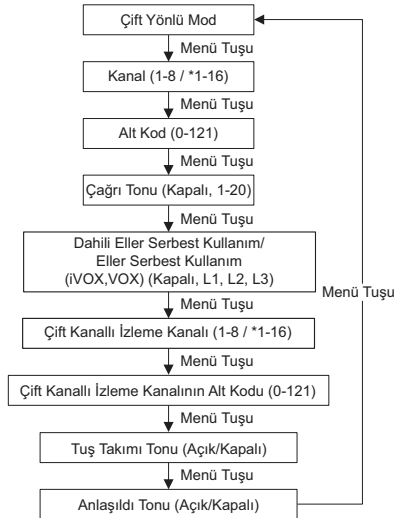 Çift Yönlü Mod
Menü Tuşu
Kanal (1-8 / *1-16)
Menü Tuşu
Alt Kod (0-121)
Menü Tuşu
Çağrı Tonu (Kapalı, 1-20)
Menü Tuşu
Dahili Eller Serbest Kullanım/
Eller Serbest Kullanım
(iVOX,VOX) (Kapalı, L1, L2, L3)
Menü Tuşu
Menü Tuşu
Çift Kanallı İzleme Kanalı (1-8 / *1-16)
Menü Tuşu
Çift Kanallı İzleme Kanalının Alt Kodu (0-121)
Menü Tuşu
Tuş Takımı Tonu (Açık/Kapalı)
Menü Tuşu
Anlaşıldı Tonu (Açık/Kapalı)